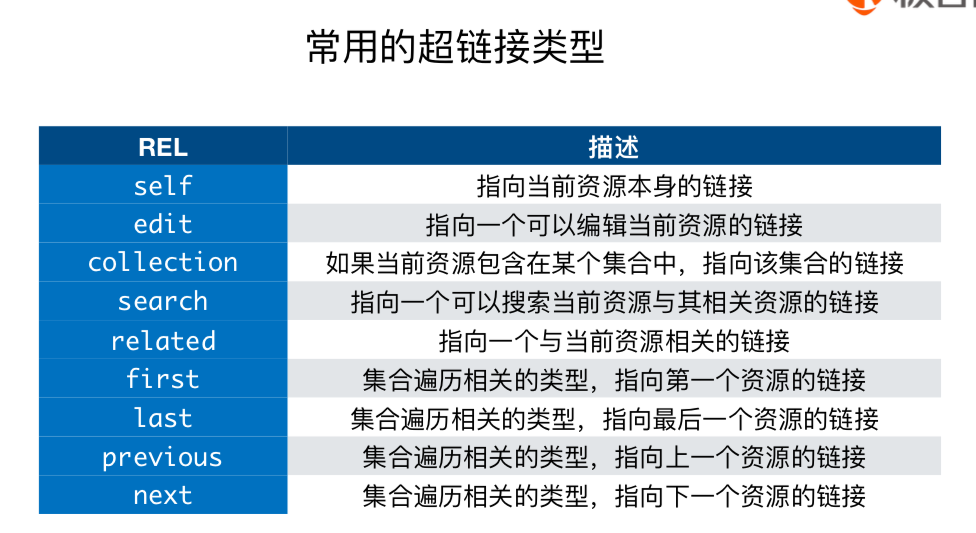 常用的超链接类型
REL 描述
self 指向当前资源本身的链接
edit 指向一个可以编辑当前资源的链接
collection 如果当前资源包含在某个集合中，指向该集合的链接
search 指向一个可以搜索当前资源与其相关资源的链接
related 指向一个与当前资源相关的链接
first 集合遍历相关的类型，指向第一个资源的链接
last 集合遍历相关的类型，指向最后一个资源的链接
previous 集合遍历相关的类型，指向上一个资源的链接
next 集合遍历相关的类型，指向下一个资源的链接